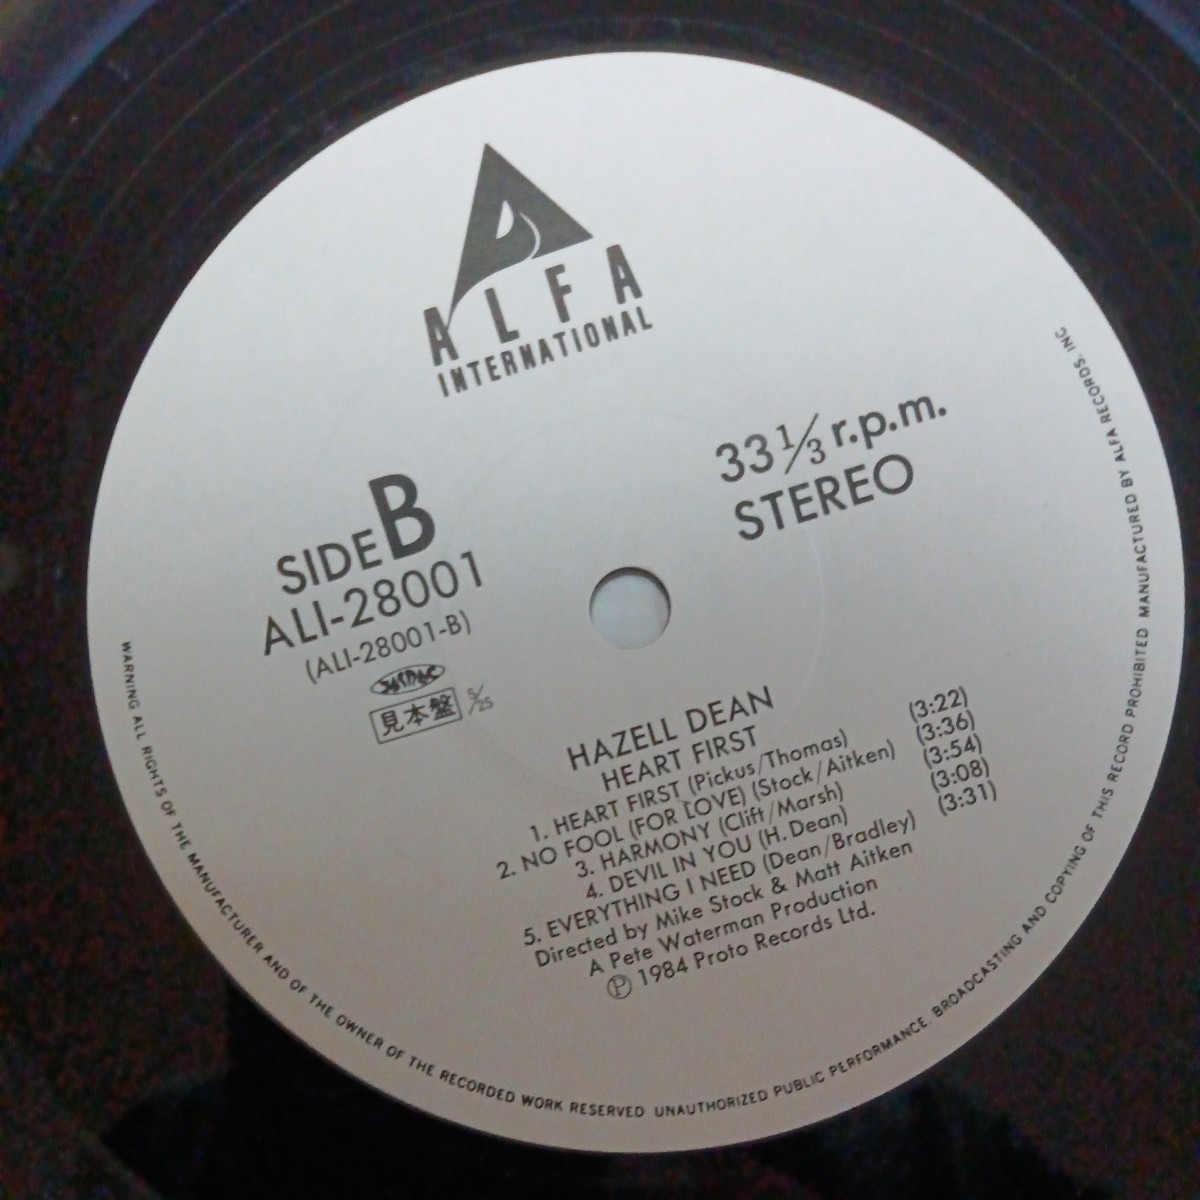 ALFA
INTERNATIONAL
33 1/3 r.p.m.
STEREO
SIDE B
ALI-28001
(ALI-28001-B)
JASRAC
見本盤 5/25
HAZELL DEAN
HEART FIRST
1. HEART FIRST (Pickus/Thomas) (3:22)
2. NO FOOL (FOR LOVE) (Stock/Aitken) (3:36)
3. HARMONY (Clift/Marsh) (3:54)
4. DEVIL IN YOU (H. Dean) (3:08)
5. EVERYTHING I NEED (Dean/Bradley) (3:31)
Directed by Mike Stock & Matt Aitken
A Pete Waterman Production
Ⓟ 1984 Proto Records Ltd.
WARNING ALL RIGHTS OF THE MANUFACTURER AND OF THE OWNER OF THE RECORDED WORK RESERVED UNAUTHORIZED PUBLIC PERFORMANCE. BROADCASTING AND COPYING OF THIS RECORD PROHIBITED MANUFACTURED BY ALFA RECORDS, INC